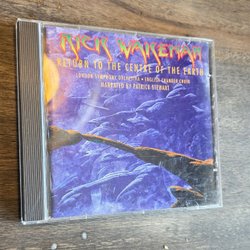 RICK WAKEMAN
RETURN TO THE CENTRE OF THE EARTH
LONDON SYMPHONY ORCHESTRA • ENGLISH CHAMBER CHOIR
NARRATED BY PATRICK STEWART